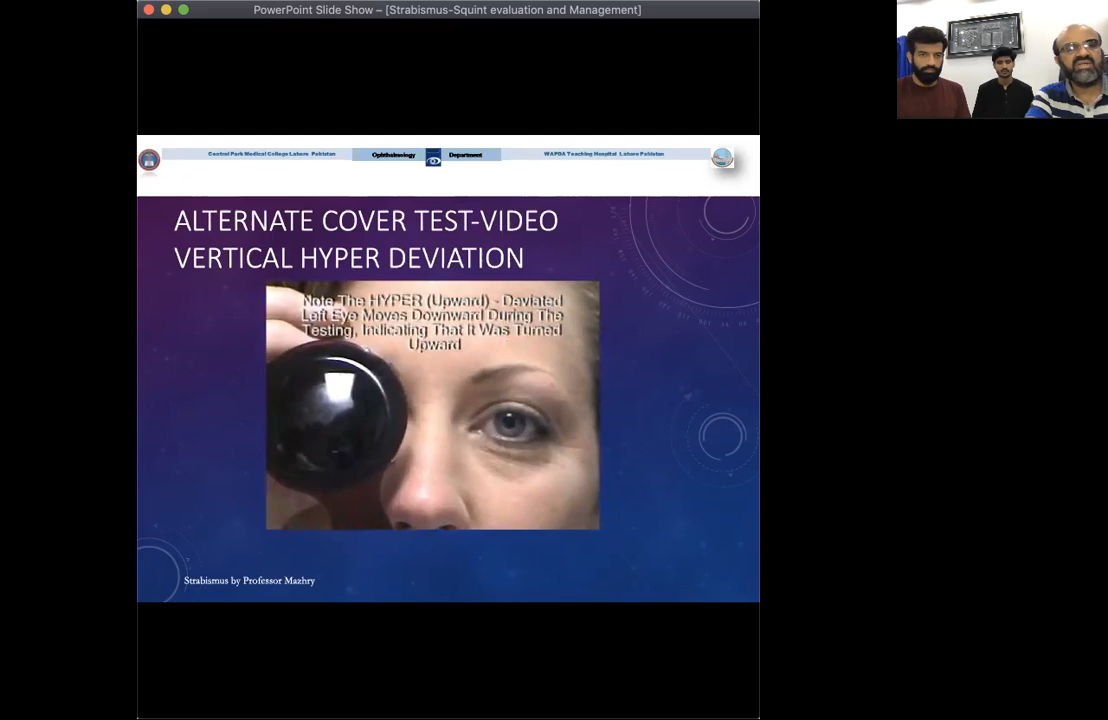 PowerPoint Slide Show – [Strabismus-Squint evaluation and Management]
Central Park Medical College Lahore Pakistan
Ophthalmology Department
WAPDA Teaching Hospital Lahore Pakistan
ALTERNATE COVER TEST-VIDEO
VERTICAL HYPER DEVIATION
Note The HYPER (Upward) - Deviated
Left Eye Moves Downward During The
Testing, Indicating That It Was Turned
Upward
Strabismus by Professor Mazhry